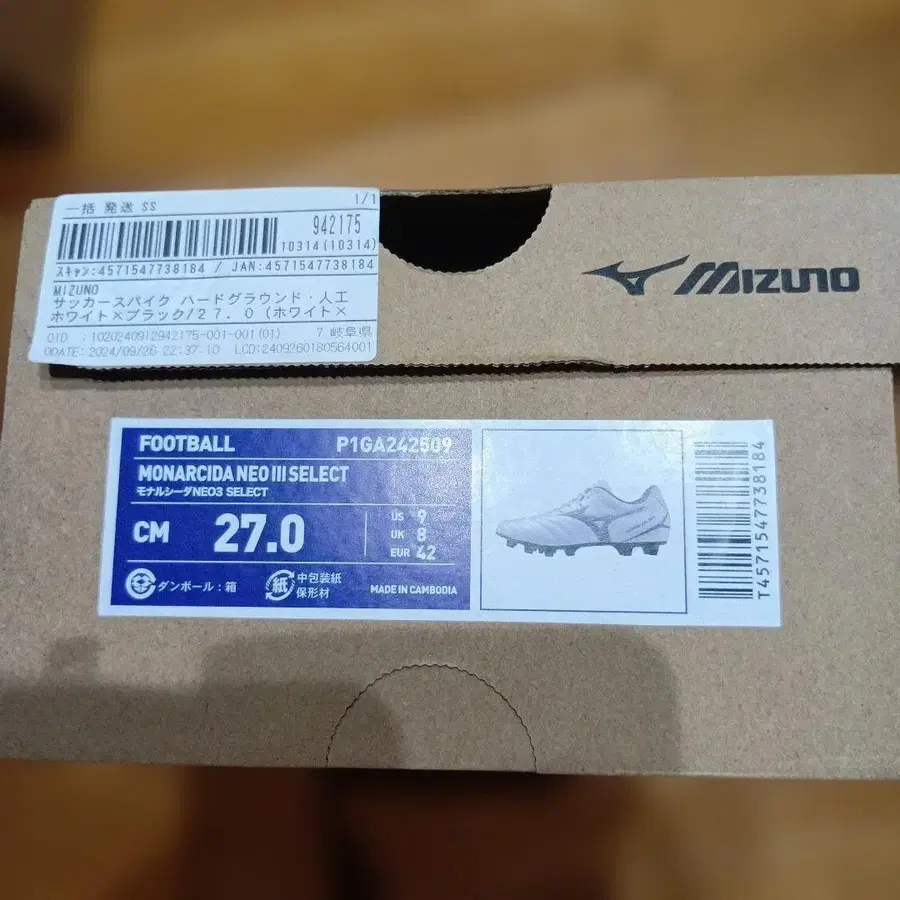 一括 発送 SS
1/1
942175
10314(10314)
スキャン:4571547738184 / JAN:4571547738184
MIZUNO
サッカースパイク ハードグラウンド・人工
ホワイト×ブラック/27.0 (ホワイト×
OID :1020240912942175-001-001(01) 7.岐阜県
DDATE: 2024/09/26 22:37:10 LCD:2409260180564001
MIZUNO
FOOTBALL P1GA242509
MONARCIDA NEO III SELECT
モナルシーダNEO3 SELECT
CM 27.0
US 9
UK 8
EUR 42
ダンボール:箱
紙
中包装紙
保形材
MADE IN CAMBODIA
T4571547738184